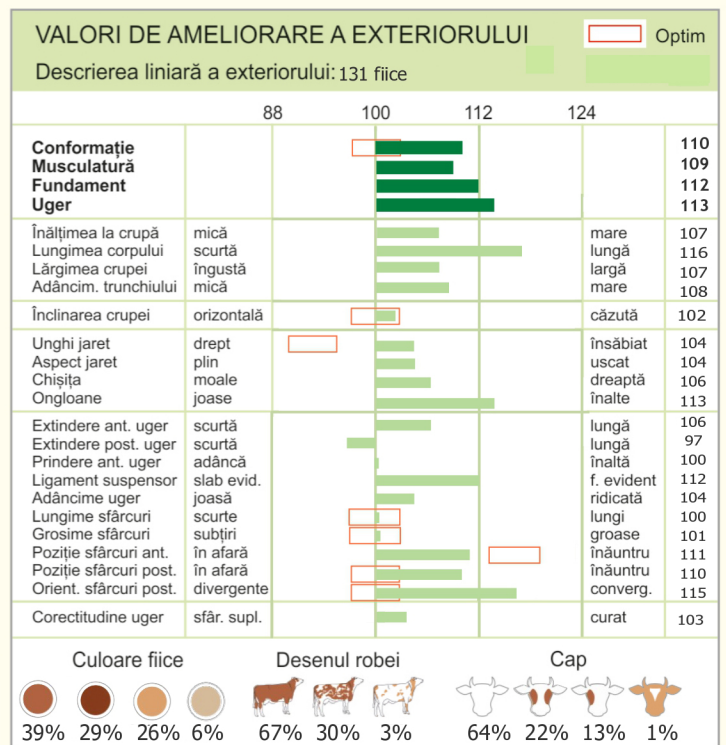 VALORI DE AMELIORARE A EXTERIORULUI Optim
Descrierea liniară a exteriorului: 131 fiice
88 100 112 124
Conformație 110
Musculatură 109
Fundament 112
Uger 113
Înălțimea la crupă mică mare 107
Lungimea corpului scurtă lungă 116
Lărgimea crupei îngustă largă 107
Adâncim. trunchiului mică mare 108
Înclinarea crupei orizontală căzută 102
Unghi jaret drept însăbiat 104
Aspect jaret plin uscat 104
Chișița moale dreaptă 106
Ongloane joase înalte 113
Extindere ant. uger scurtă lungă 106
Extindere post. uger scurtă lungă 97
Prindere ant. uger adâncă înaltă 100
Ligament suspensor slab evid. f. evident 112
Adâncime uger joasă ridicată 104
Lungime sfârcuri scurte lungi 100
Grosime sfârcuri subțiri groase 101
Poziție sfârcuri ant. în afară înăuntru 111
Poziție sfârcuri post. în afară înăuntru 110
Orient. sfârcuri post. divergente converg. 115
Corectitudine uger sfâr. supl. curat 103
Culoare fiice Desenul robei Cap
39% 29% 26% 6% 67% 30% 3% 64% 22% 13% 1%